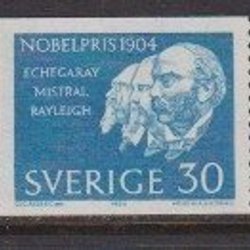 NOBELPRIS 1904
ECHEGARAY
MISTRAL
RAYLEIGH
SVERIGE 30